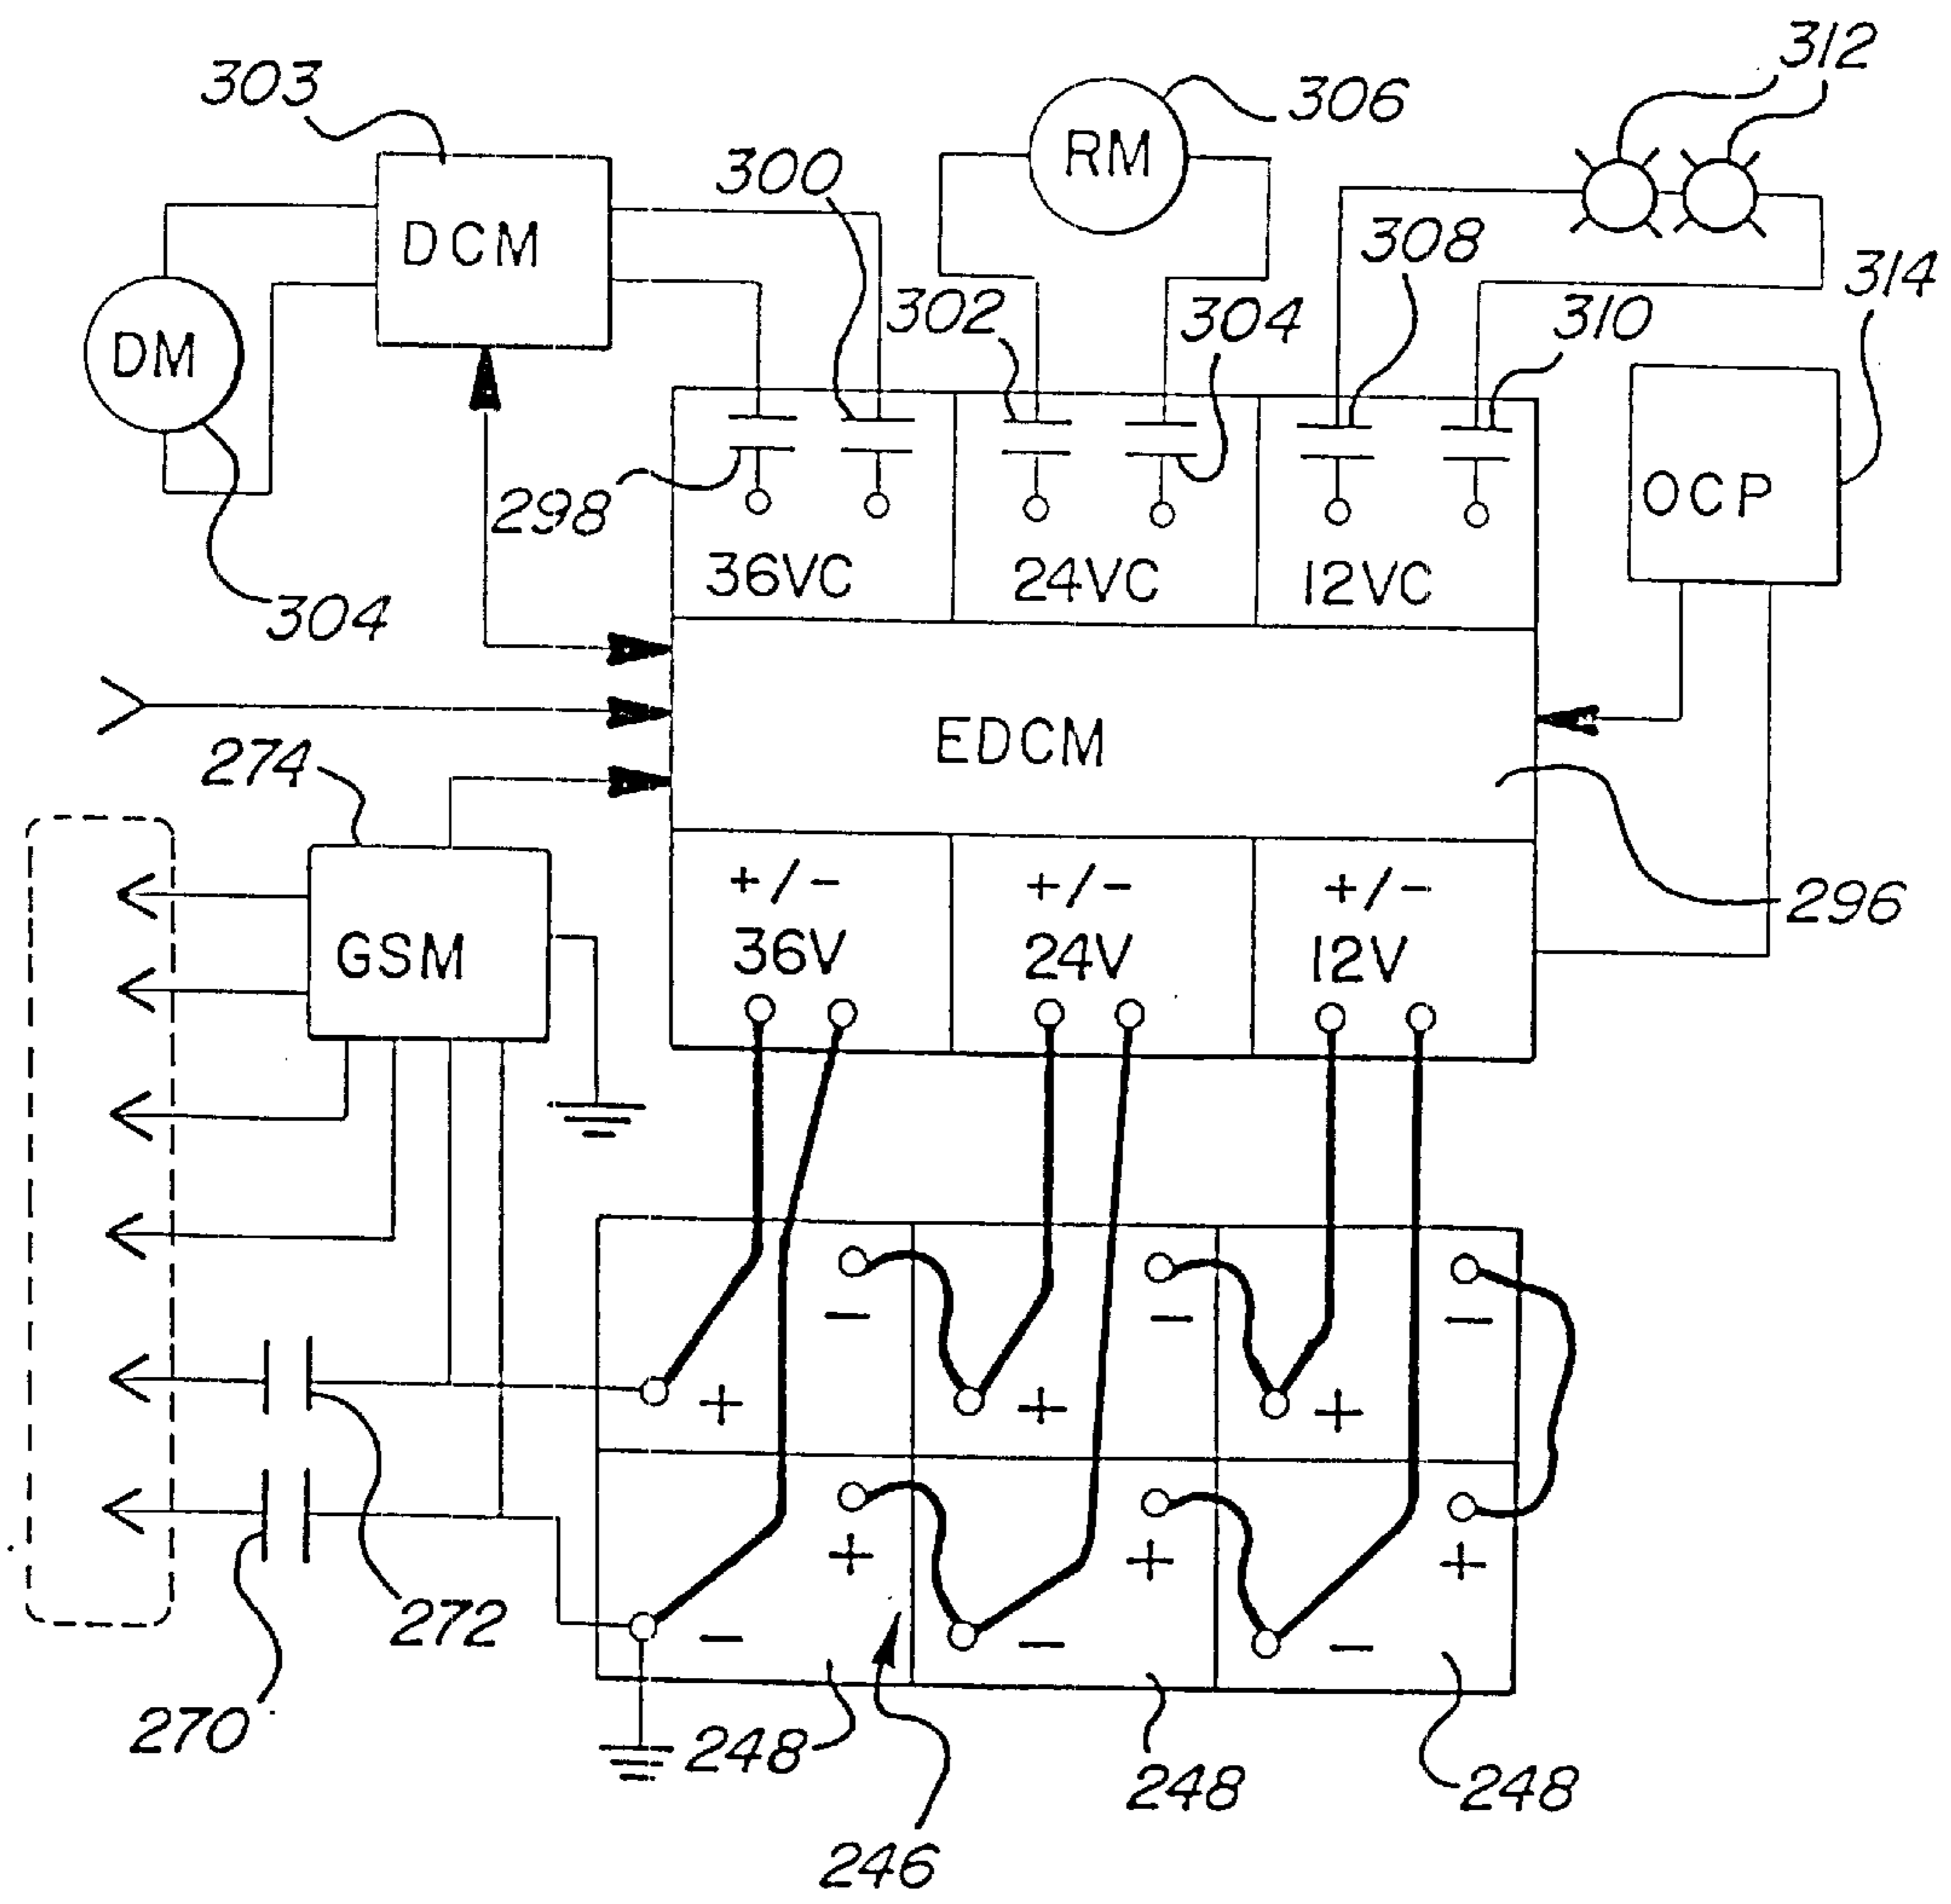 312
303
306
RM
300
308
DCM
314
302
304
310
DM
298
OCP
36VC
24VC
12VC
304
EDCM
274
+/-
+/-
+/-
296
36V
24V
12V
GSM
−
−
−
+
+
+
+
+
+
272
−
−
−
270
248
248
248
246